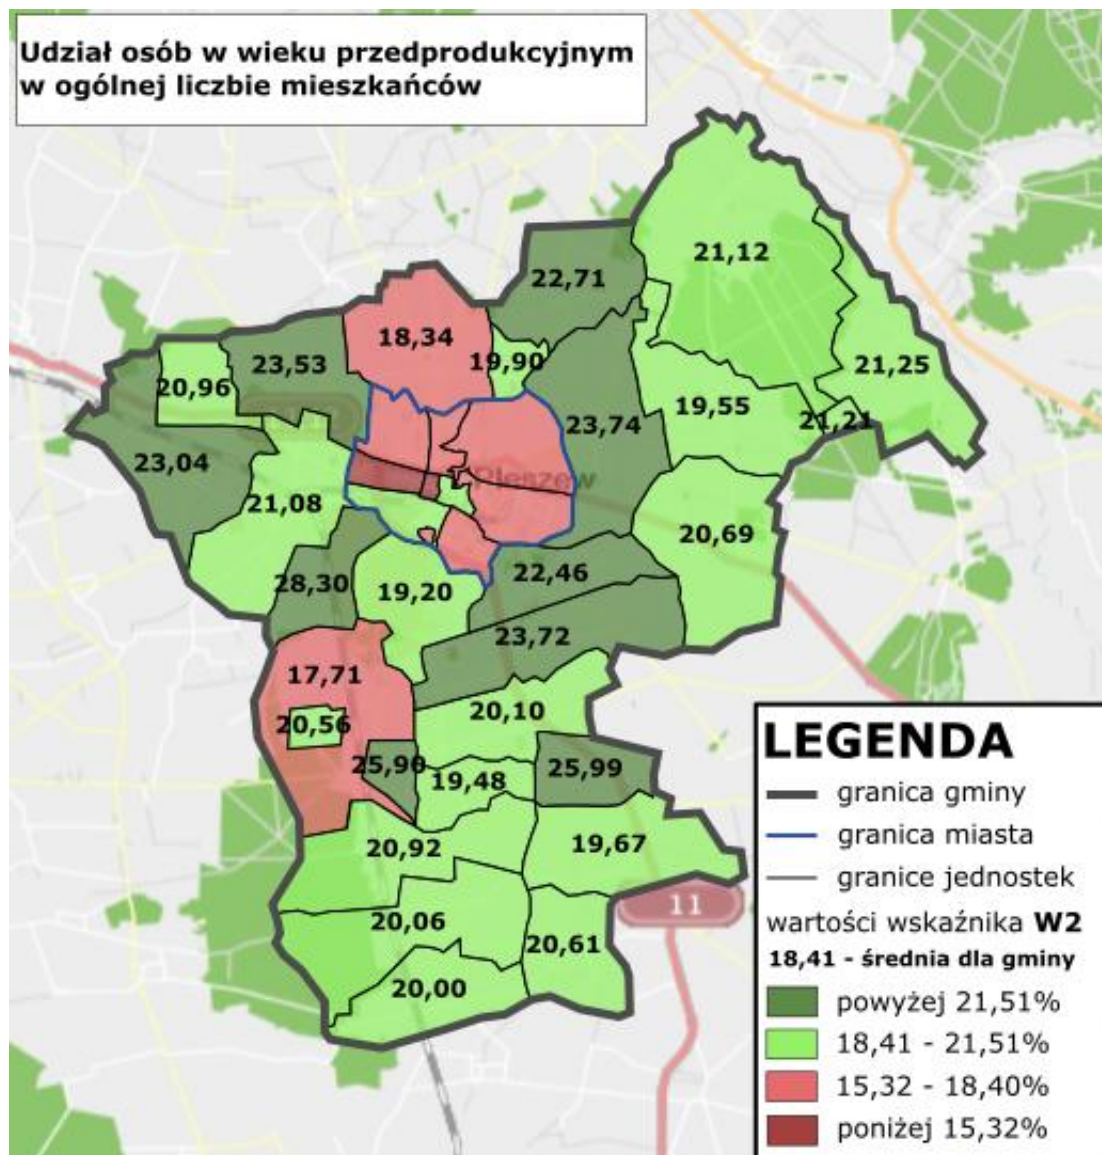 Udział osób w wieku przedprodukcyjnym
w ogólnej liczbie mieszkańców
21,12
22,71
18,34
23,53
19,90
21,25
20,96
19,55
21,21
23,74
23,04
21,08
20,69
22,46
28,30
19,20
23,72
17,71
20,10
20,56
25,90
19,48
25,99
20,92
19,67
20,06
20,61
20,00
Pleszew
11
LEGENDA
granica gminy
granica miasta
granice jednostek
wartości wskaźnika W2
18,41 - średnia dla gminy
powyżej 21,51%
18,41 - 21,51%
15,32 - 18,40%
poniżej 15,32%